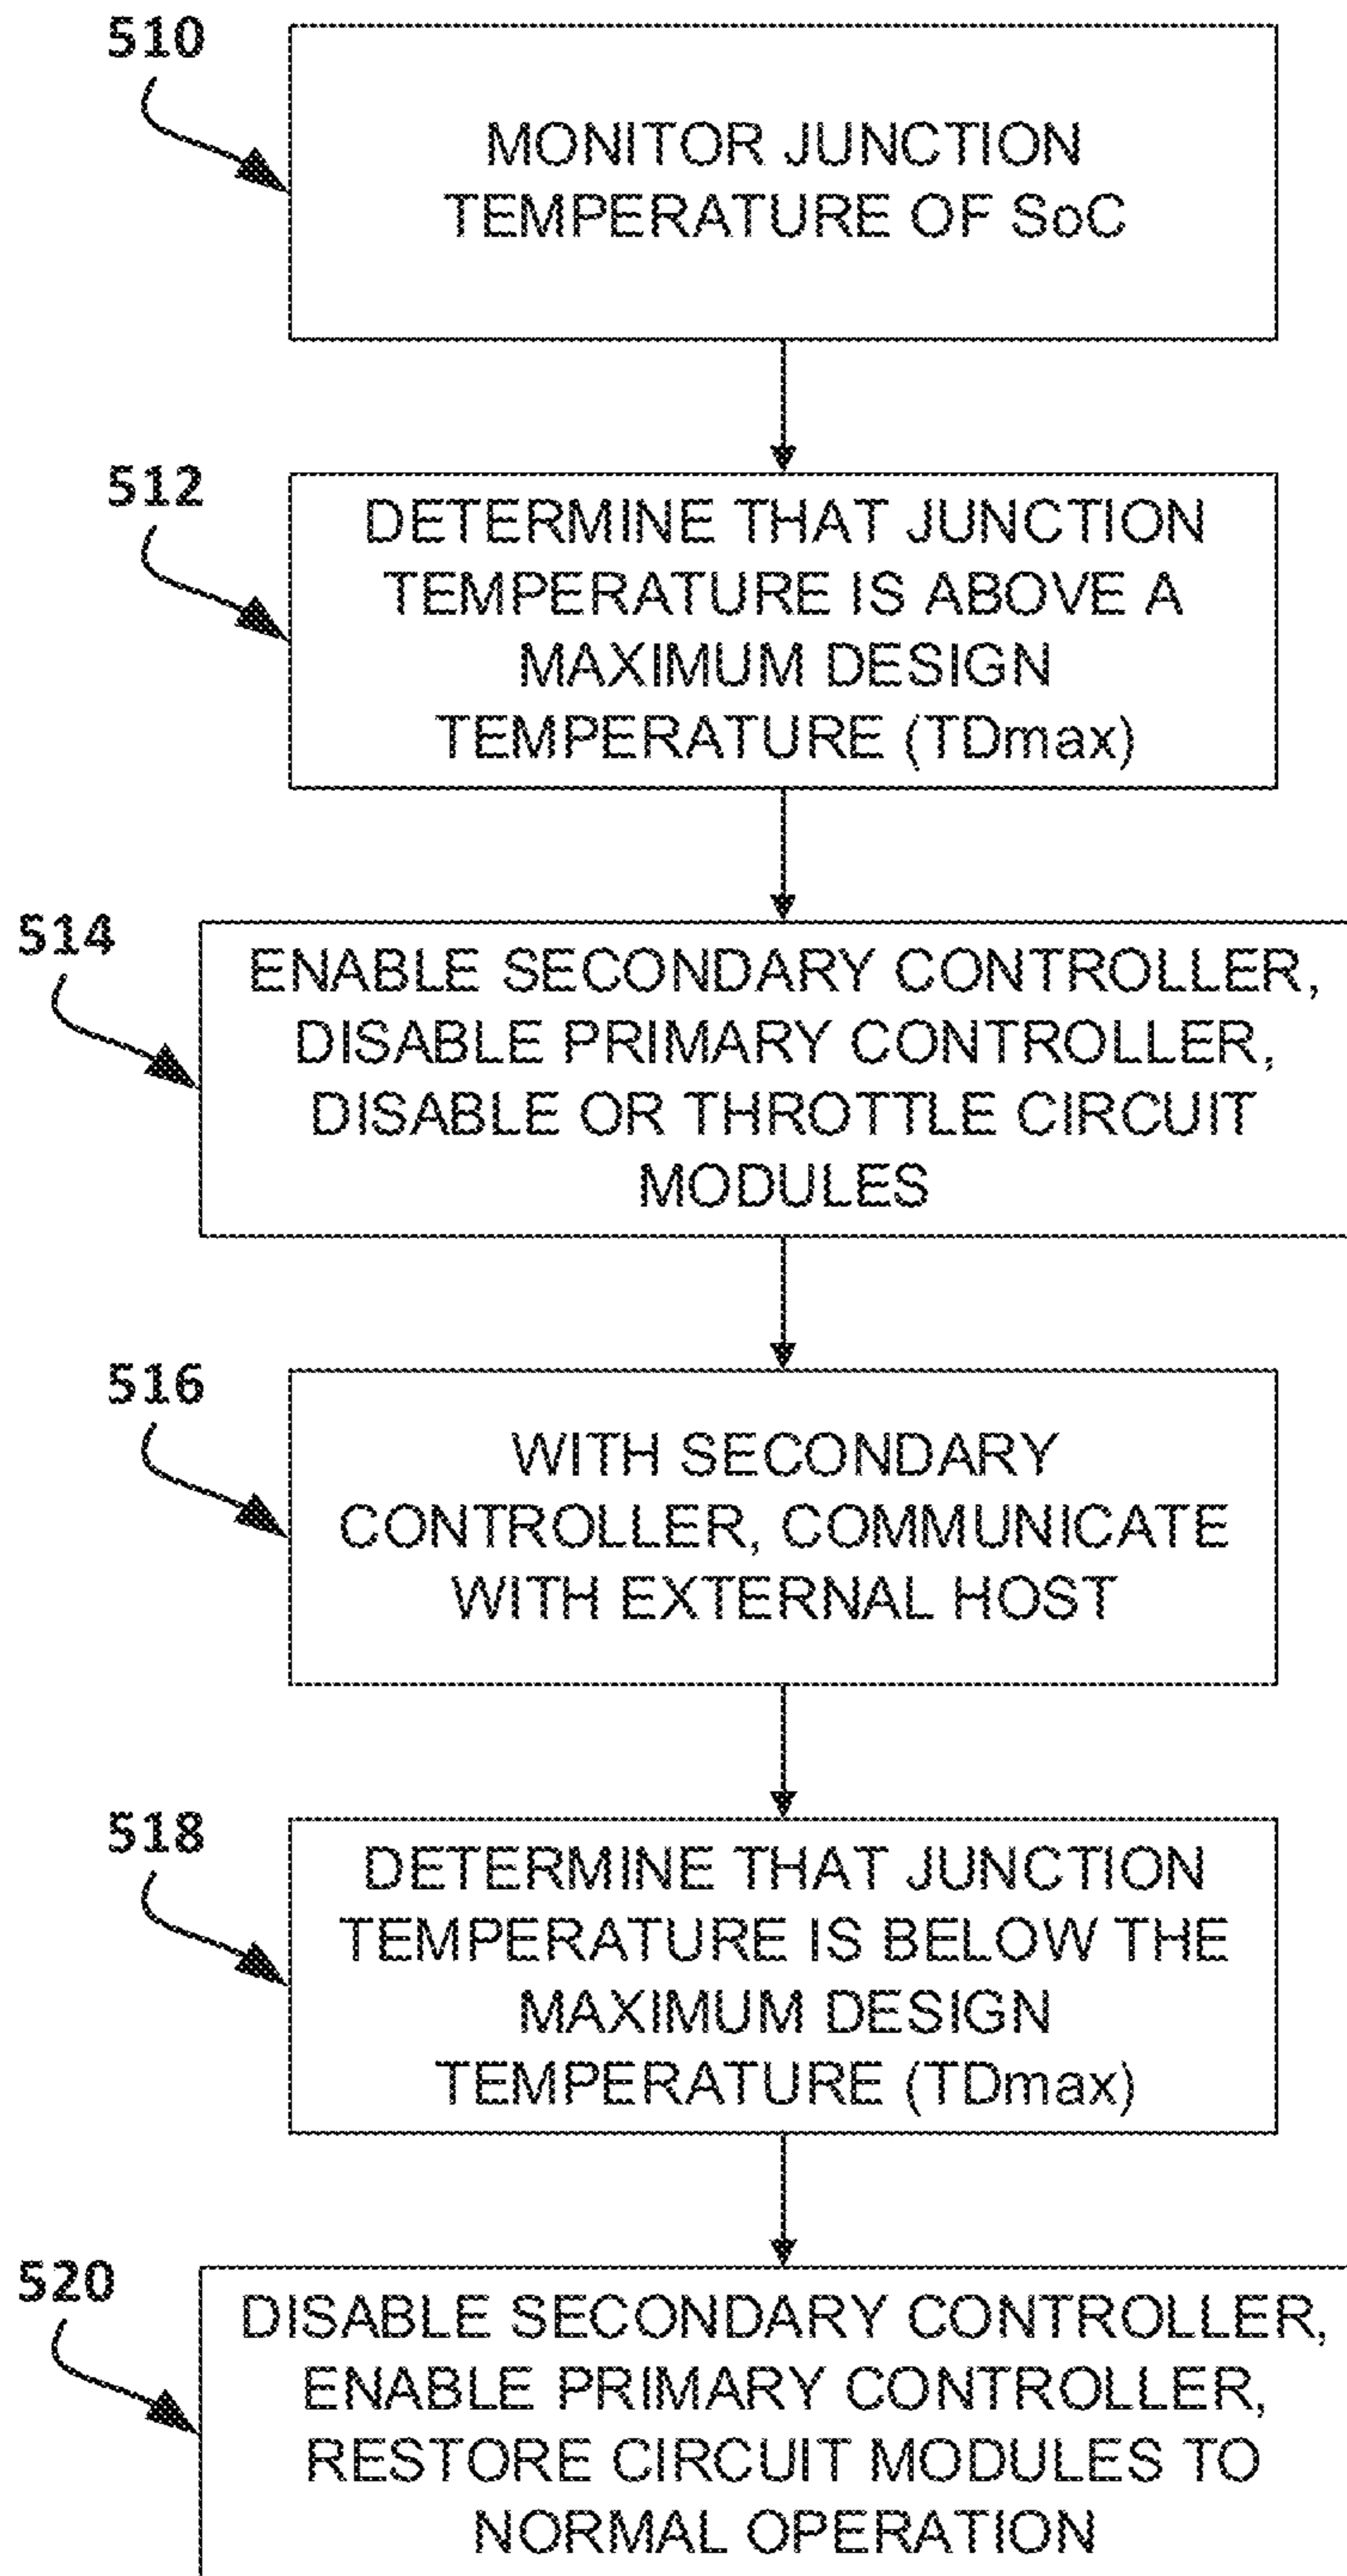 510
MONITOR JUNCTION
TEMPERATURE OF SoC
512
DETERMINE THAT JUNCTION
TEMPERATURE IS ABOVE A
MAXIMUM DESIGN
TEMPERATURE (TDmax)
514
ENABLE SECONDARY CONTROLLER,
DISABLE PRIMARY CONTROLLER,
DISABLE OR THROTTLE CIRCUIT
MODULES
516
WITH SECONDARY
CONTROLLER, COMMUNICATE
WITH EXTERNAL HOST
518
DETERMINE THAT JUNCTION
TEMPERATURE IS BELOW THE
MAXIMUM DESIGN
TEMPERATURE (TDmax)
520
DISABLE SECONDARY CONTROLLER,
ENABLE PRIMARY CONTROLLER,
RESTORE CIRCUIT MODULES TO
NORMAL OPERATION